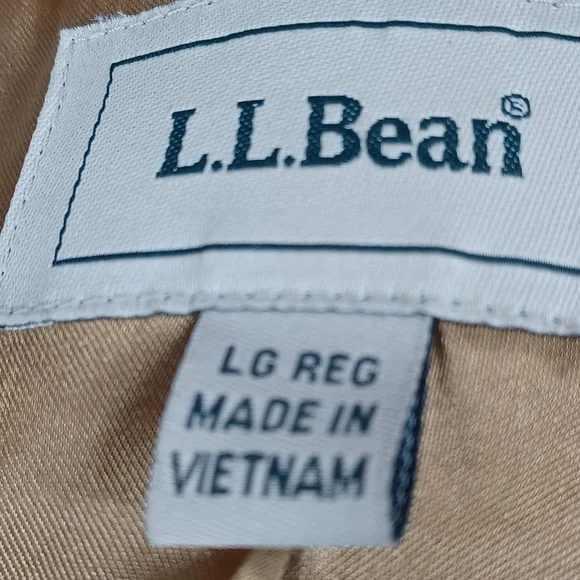 L.L.Bean®
LG REG
MADE IN
VIETNAM